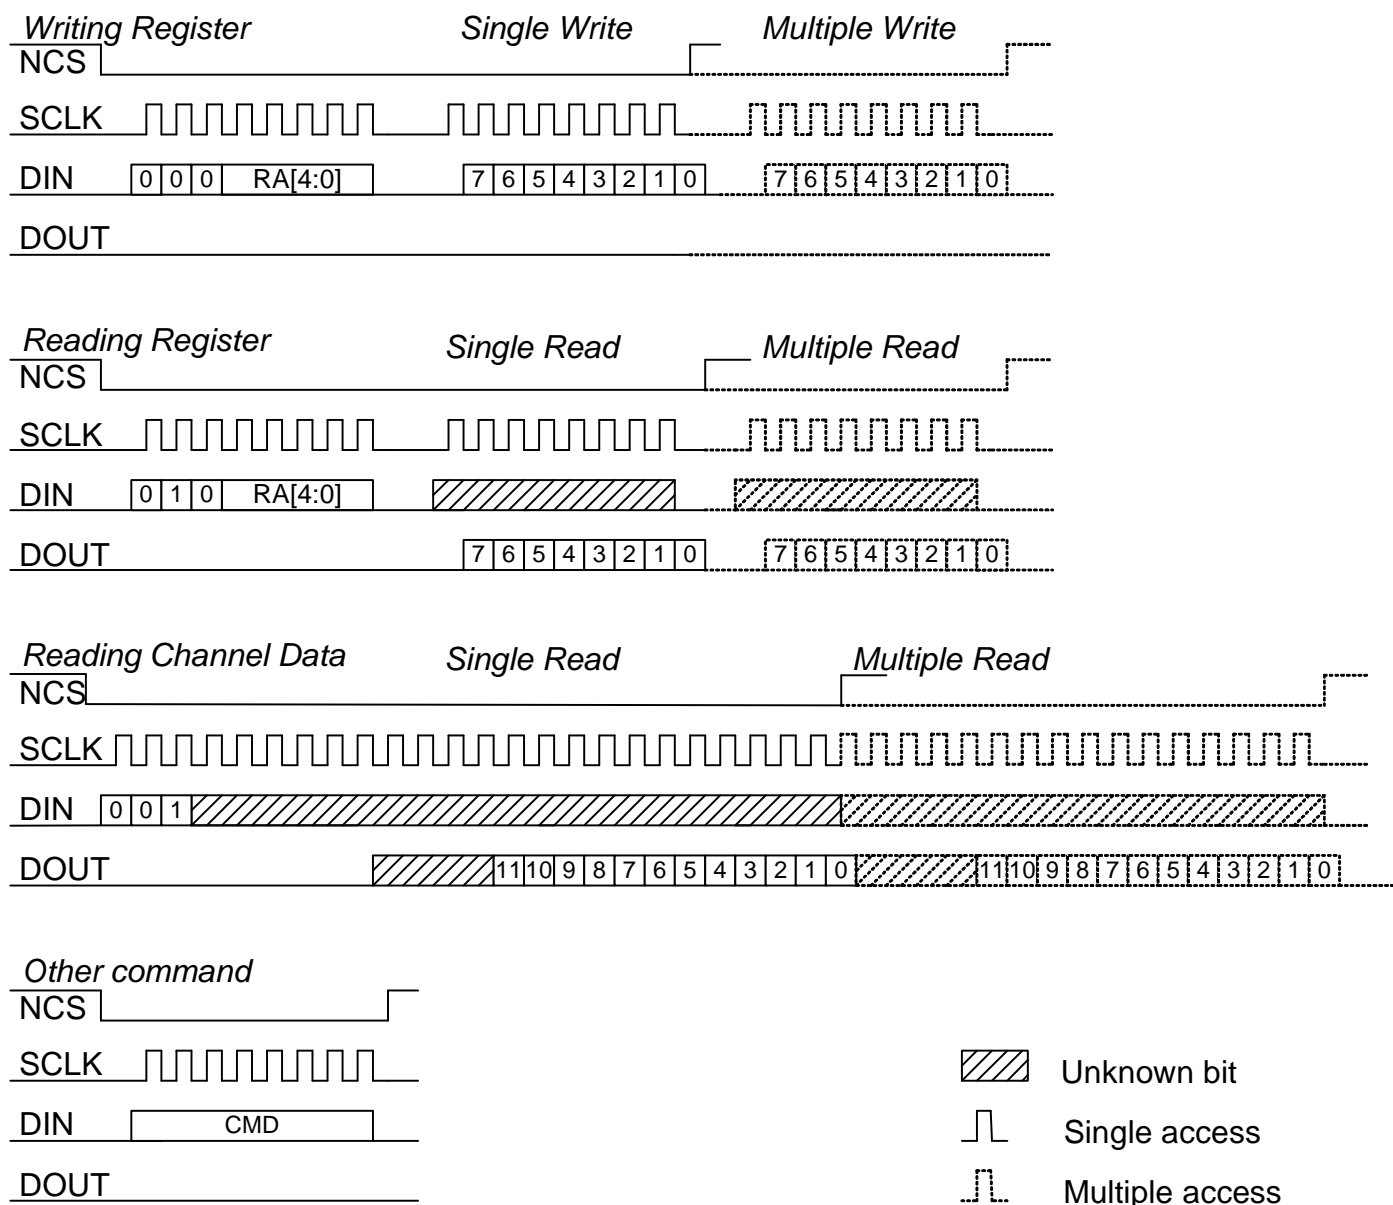 Writing Register Single Write Multiple Write
NCS
SCLK
DIN 0 0 0 RA[4:0] 7 6 5 4 3 2 1 0 7 6 5 4 3 2 1 0
DOUT
Reading Register Single Read Multiple Read
NCS
SCLK
DIN 0 1 0 RA[4:0]
DOUT 7 6 5 4 3 2 1 0 7 6 5 4 3 2 1 0
Reading Channel Data Single Read Multiple Read
NCS
SCLK
DIN 0 0 1
DOUT 11 10 9 8 7 6 5 4 3 2 1 0 11 10 9 8 7 6 5 4 3 2 1 0
Other command
NCS
SCLK Unknown bit
DIN CMD Single access
DOUT Multiple access